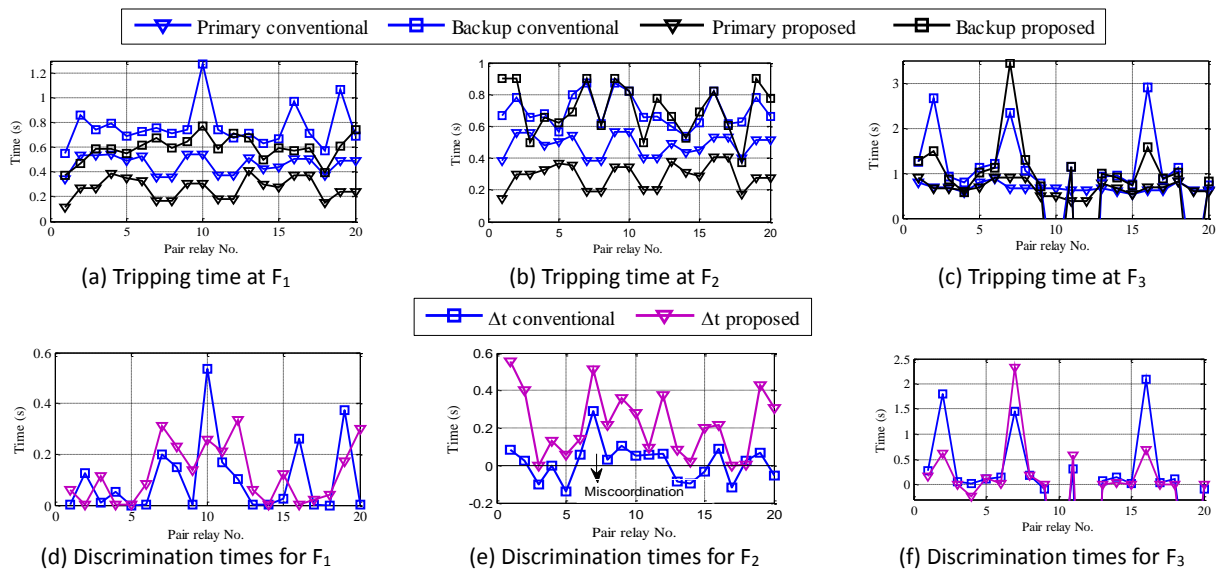 Primary conventional Backup conventional Primary proposed Backup proposed
1.2
1
0.8
0.6
0.4
0.2
0
Time (s)
0 5 10 15 20
Pair relay No.
(a) Tripping time at F1
1
0.8
0.6
0.4
0.2
0
Time (s)
0 5 10 15 20
Pair relay No.
(b) Tripping time at F2
3
2
1
0
Time (s)
0 5 10 15 20
Pair relay No.
(c) Tripping time at F3
Δt conventional Δt proposed
0.6
0.4
0.2
0
Time (s)
0 5 10 15 20
Pair relay No.
(d) Discrimination times for F1
0.6
0.4
0.2
0
-0.2
Time (s)
Miscoordination
0 5 10 15 20
Pair relay No.
(e) Discrimination times for F2
2.5
2
1.5
1
0.5
0
Time (s)
0 5 10 15 20
Pair relay No.
(f) Discrimination times for F3